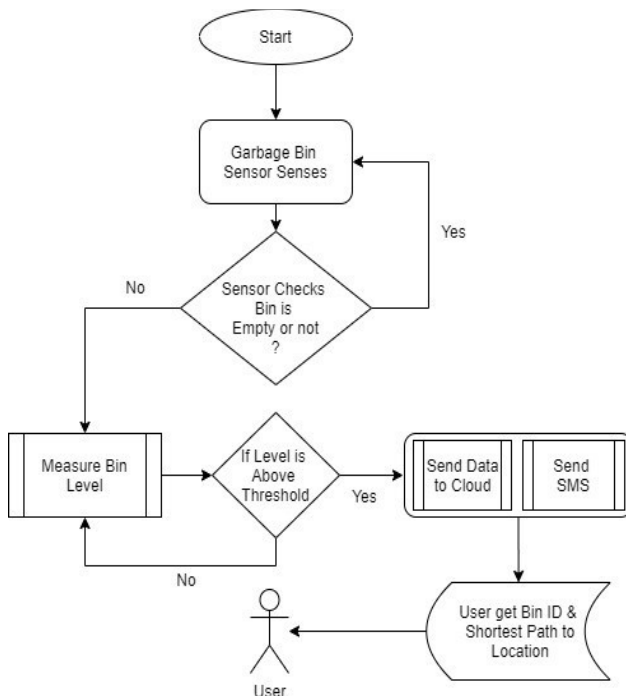 Start
Garbage Bin
Sensor Senses
Yes
No
Sensor Checks
Bin is
Empty or not
?
Measure Bin
Level
If Level is
Above
Threshold
Yes
Send Data
to Cloud
Send
SMS
No
User get Bin ID &
Shortest Path to
Location
User